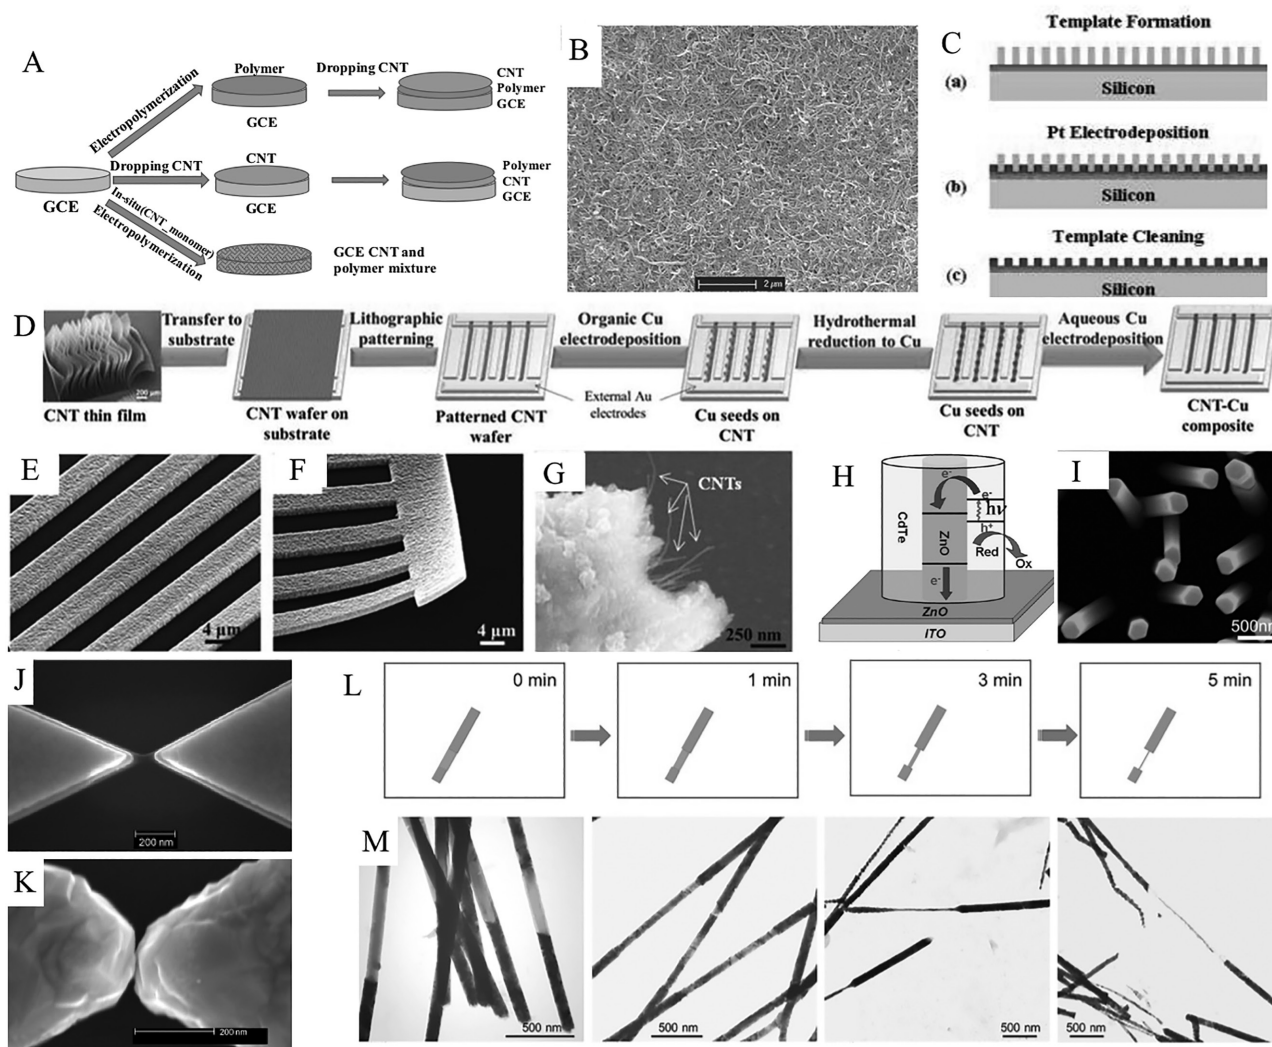 A
Electropolymerization
Polymer
GCE
Dropping CNT
CNT
Polymer
GCE
GCE
Dropping CNT
CNT
GCE
Polymer
CNT
GCE
In-situ(CNT_monomer)
Electropolymerization
GCE CNT and
polymer mixture
B
2 μm
C
Template Formation
(a)
Silicon
Pt Electrodeposition
(b)
Silicon
Template Cleaning
(c)
Silicon
D
200 μm
CNT thin film
Transfer to
substrate
CNT wafer on
substrate
Lithographic
patterning
Patterned CNT
wafer
Organic Cu
electrodeposition
External Au
electrodes
Cu seeds on
CNT
Hydrothermal
reduction to Cu
Cu seeds on
CNT
Aqueous Cu
electrodeposition
CNT-Cu
composite
E
4 μm
F
4 μm
G
CNTs
250 nm
H
CdTe
ZnO
e-
e-
hν
h+
Red
Ox
e-
ZnO
ITO
I
500nm
J
200 nm
K
200 nm
L
0 min
1 min
3 min
5 min
M
500 nm
500 nm
500 nm
500 nm